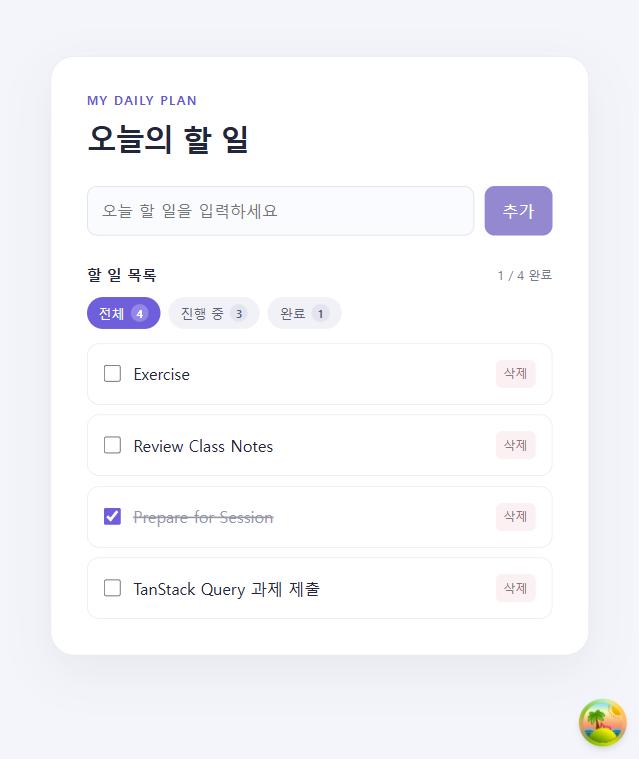 MY DAILY PLAN
오늘의 할 일
오늘 할 일을 입력하세요 추가
할 일 목록 1 / 4 완료
전체 4 진행 중 3 완료 1
Exercise 삭제
Review Class Notes 삭제
Prepare for Session 삭제
TanStack Query 과제 제출 삭제